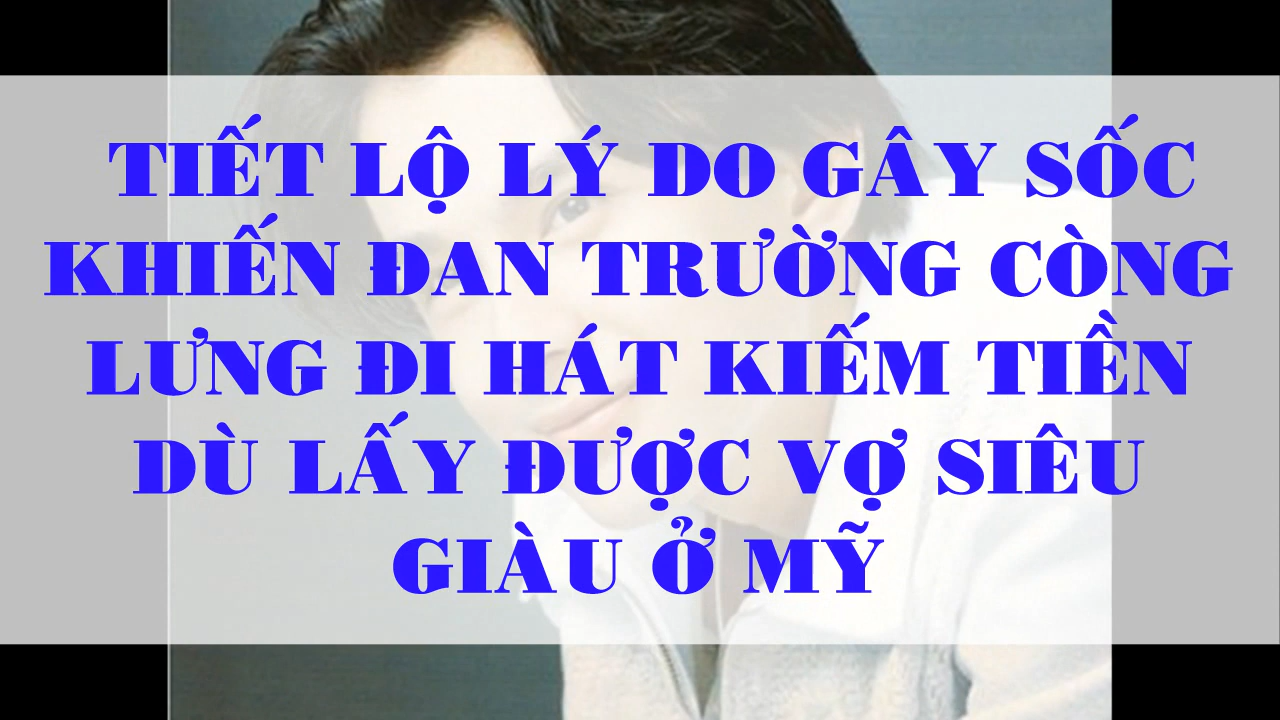 TIẾT LỘ LÝ DO GÂY SỐC
KHIẾN ĐAN TRƯỜNG CÒNG
LƯNG ĐI HÁT KIẾM TIỀN
DÙ LẤY ĐƯỢC VỢ SIÊU
GIÀU Ở MỸ